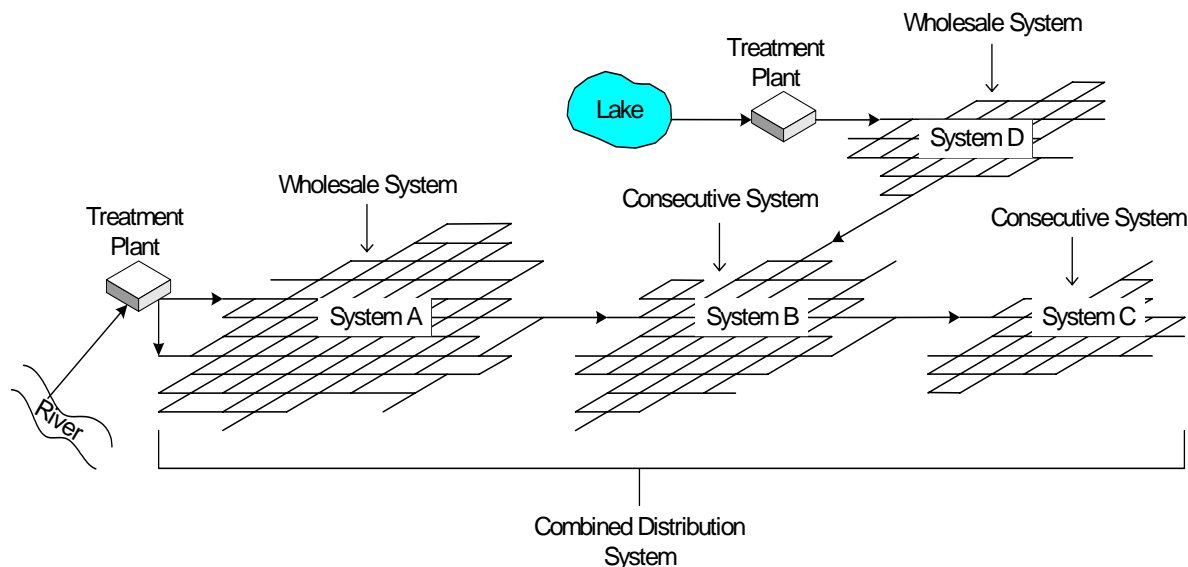 Wholesale System
Treatment
Plant
Lake
System D
Wholesale System
Consecutive System
Consecutive System
Treatment
Plant
System A
System B
System C
River
Combined Distribution
System